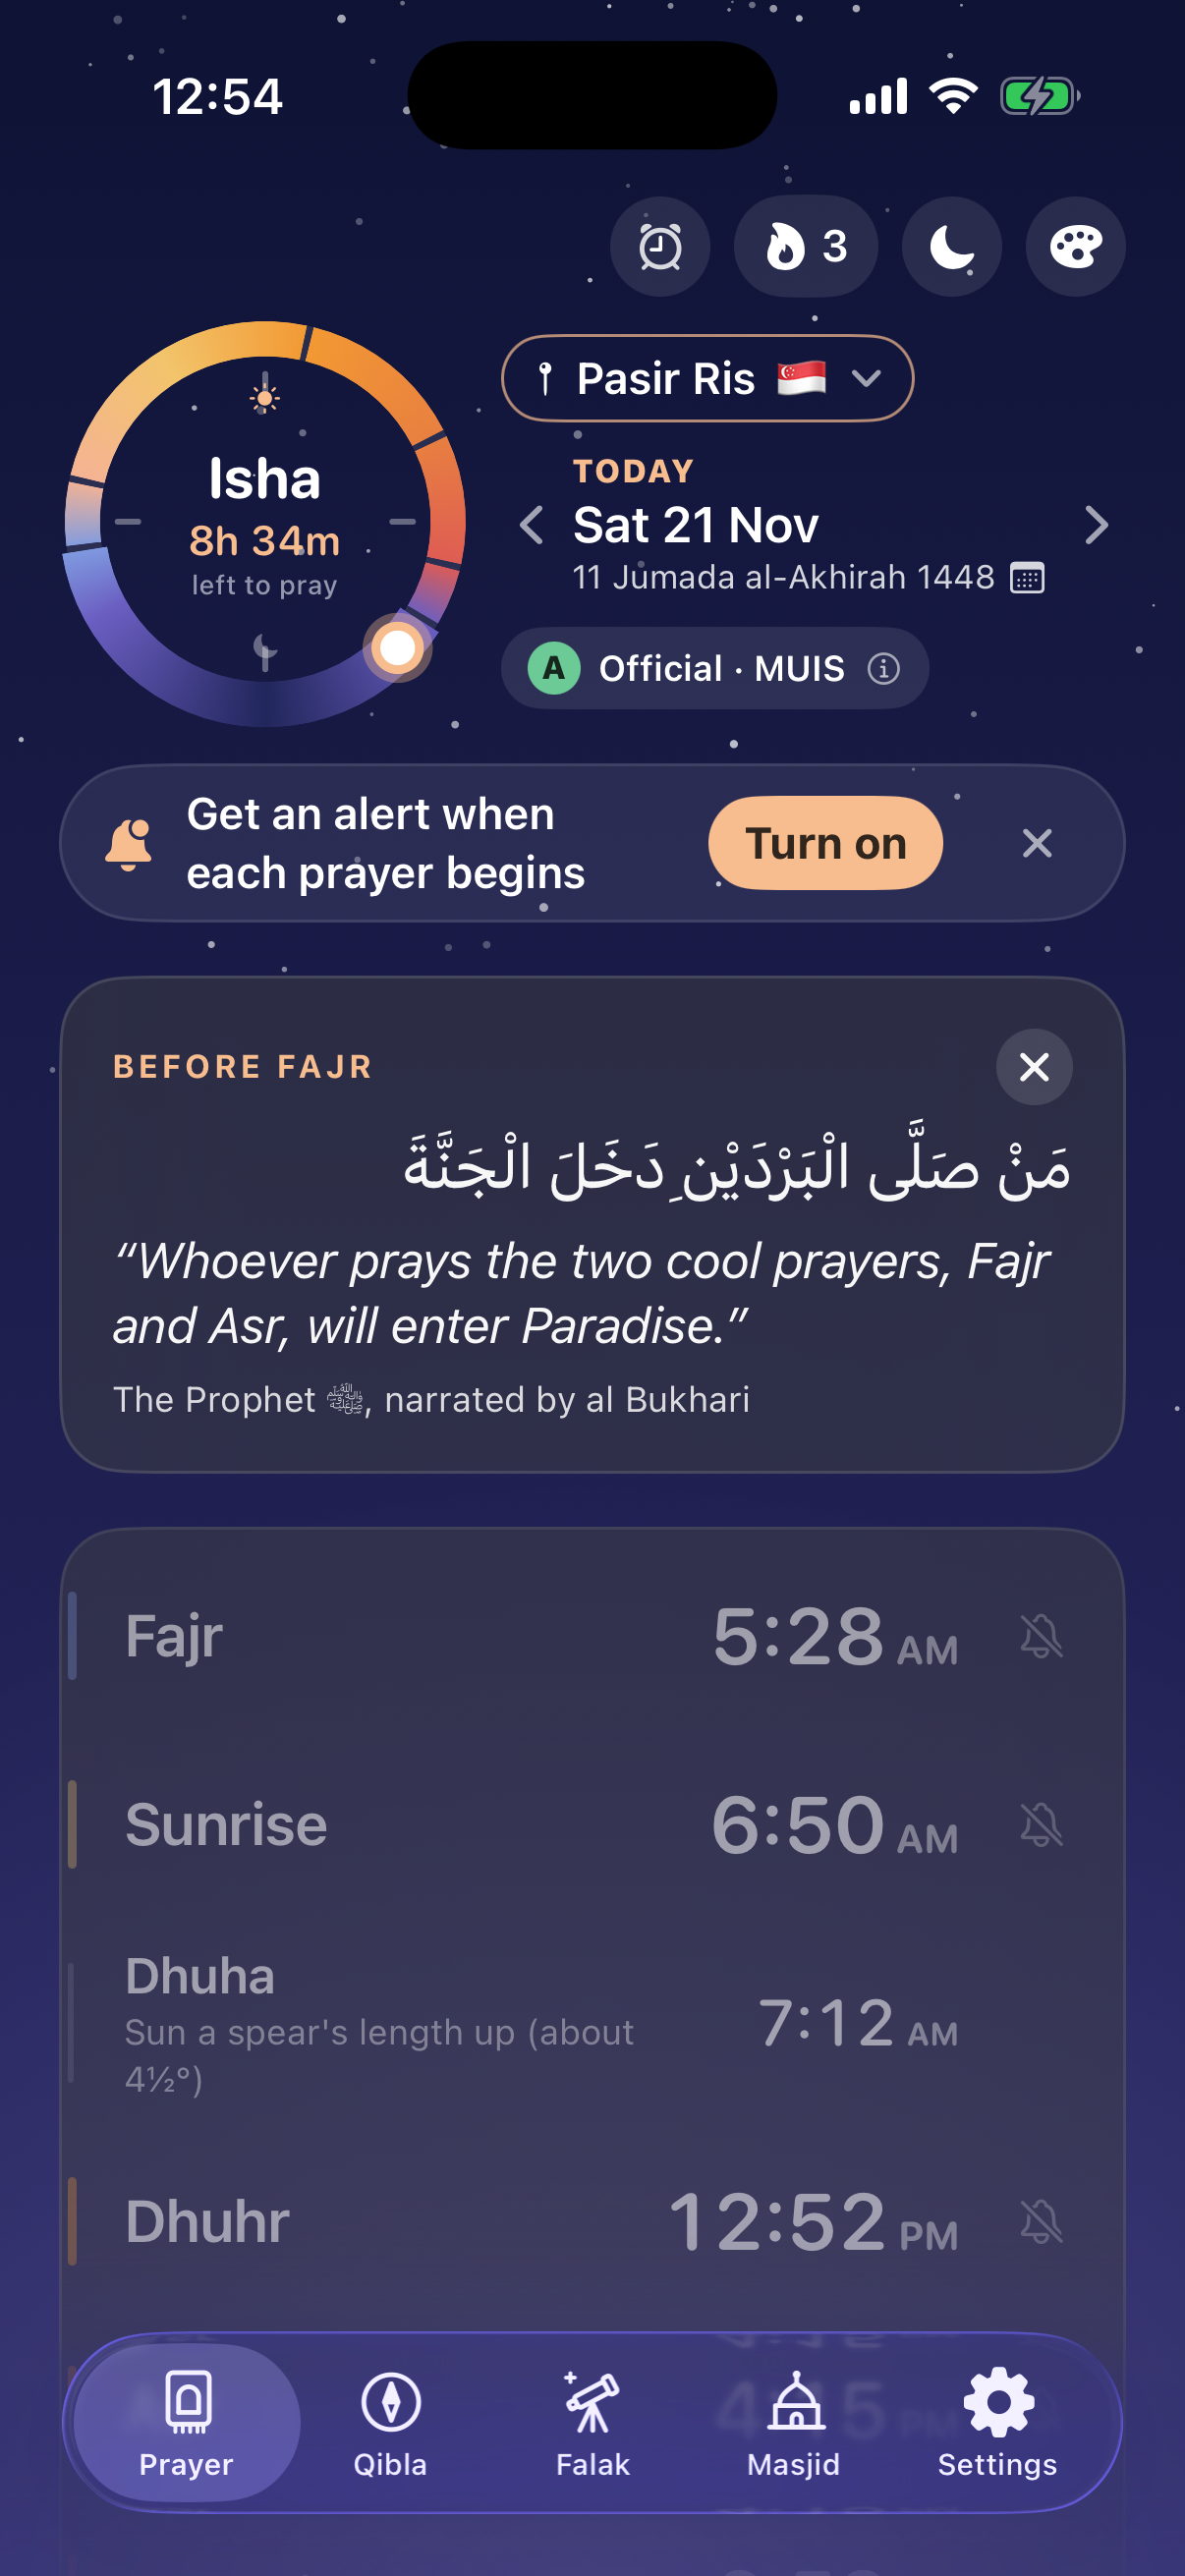 12:54
3
Isha
8h 34m
left to pray
Pasir Ris 🇸🇬
TODAY
Sat 21 Nov
11 Jumada al-Akhirah 1448
A Official · MUIS
Get an alert when
each prayer begins
Turn on
BEFORE FAJR
مَنْ صَلَّى الْبَرْدَيْنِ دَخَلَ الْجَنَّةَ
“Whoever prays the two cool prayers, Fajr
and Asr, will enter Paradise.”
The Prophet ﷺ, narrated by al Bukhari
Fajr 5:28 AM
Sunrise 6:50 AM
Dhuha
Sun a spear's length up (about
4½°)
7:12 AM
Dhuhr 12:52 PM
Prayer
Qibla
Falak
Masjid
Settings